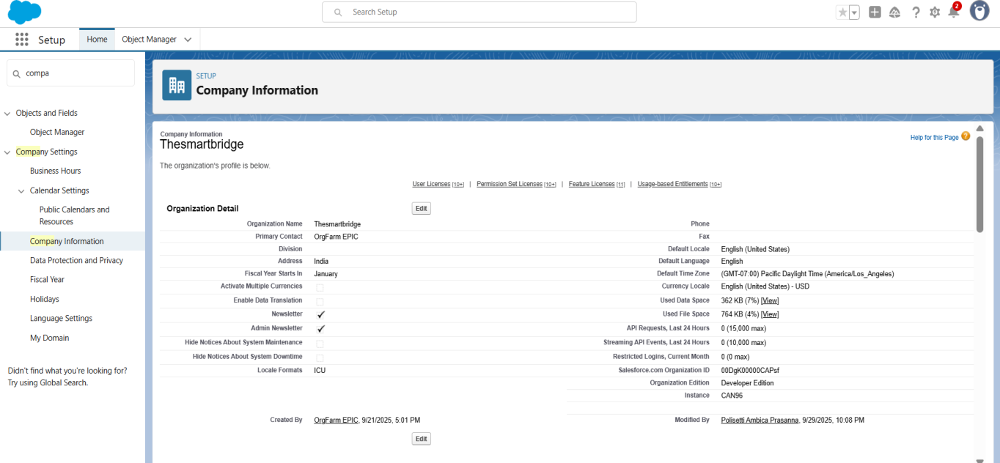 Search Setup
2
Setup
Home
Object Manager
compa
Objects and Fields
Object Manager
Company Settings
Business Hours
Calendar Settings
Public Calendars and
Resources
Company Information
Data Protection and Privacy
Fiscal Year
Holidays
Language Settings
My Domain
Didn't find what you're looking for?
Try using Global Search.
SETUP
Company Information
Company Information
Thesmartbridge
Help for this Page ?
The organization's profile is below.
User Licenses [10+] | Permission Set Licenses [10+] | Feature Licenses [11] | Usage-based Entitlements [10+]
Organization Detail
Edit
Organization Name Thesmartbridge Phone
Primary Contact OrgFarm EPIC Fax
Division Default Locale English (United States)
Address India Default Language English
Fiscal Year Starts In January Default Time Zone (GMT-07:00) Pacific Daylight Time (America/Los_Angeles)
Activate Multiple Currencies Currency Locale English (United States) - USD
Enable Data Translation Used Data Space 362 KB (7%) [View]
Newsletter Used File Space 764 KB (4%) [View]
Admin Newsletter API Requests, Last 24 Hours 0 (15,000 max)
Hide Notices About System Maintenance Streaming API Events, Last 24 Hours 0 (10,000 max)
Hide Notices About System Downtime Restricted Logins, Current Month 0 (0 max)
Locale Formats ICU Salesforce.com Organization ID 00DgK00000CAPsf
Organization Edition Developer Edition
Instance CAN96
Created By OrgFarm EPIC, 9/21/2025, 5:01 PM Modified By Polisetti Ambica Prasanna, 9/29/2025, 10:08 PM
Edit